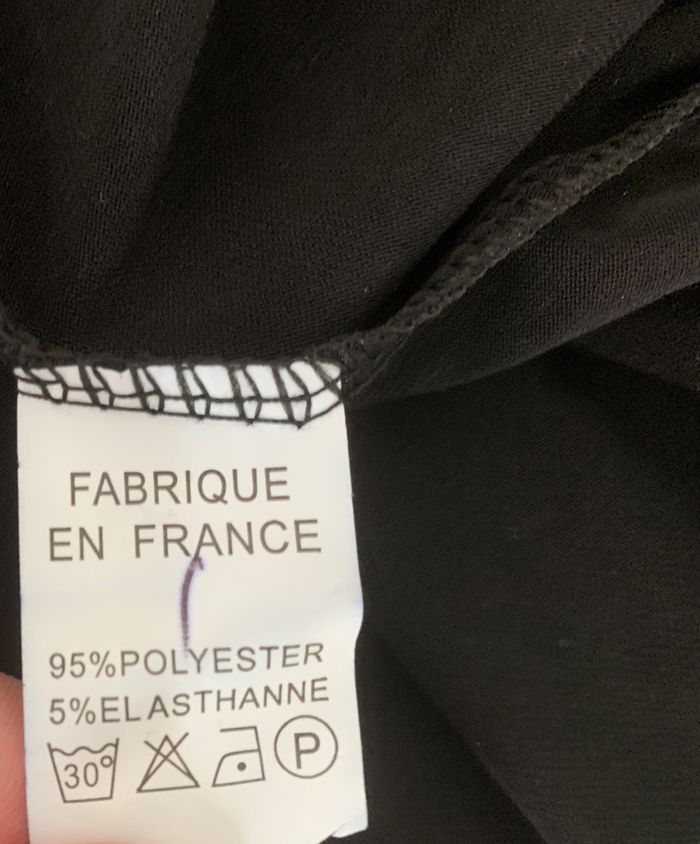 FABRIQUE
EN FRANCE
95%POLYESTER
5%ELASTHANNE
30° P